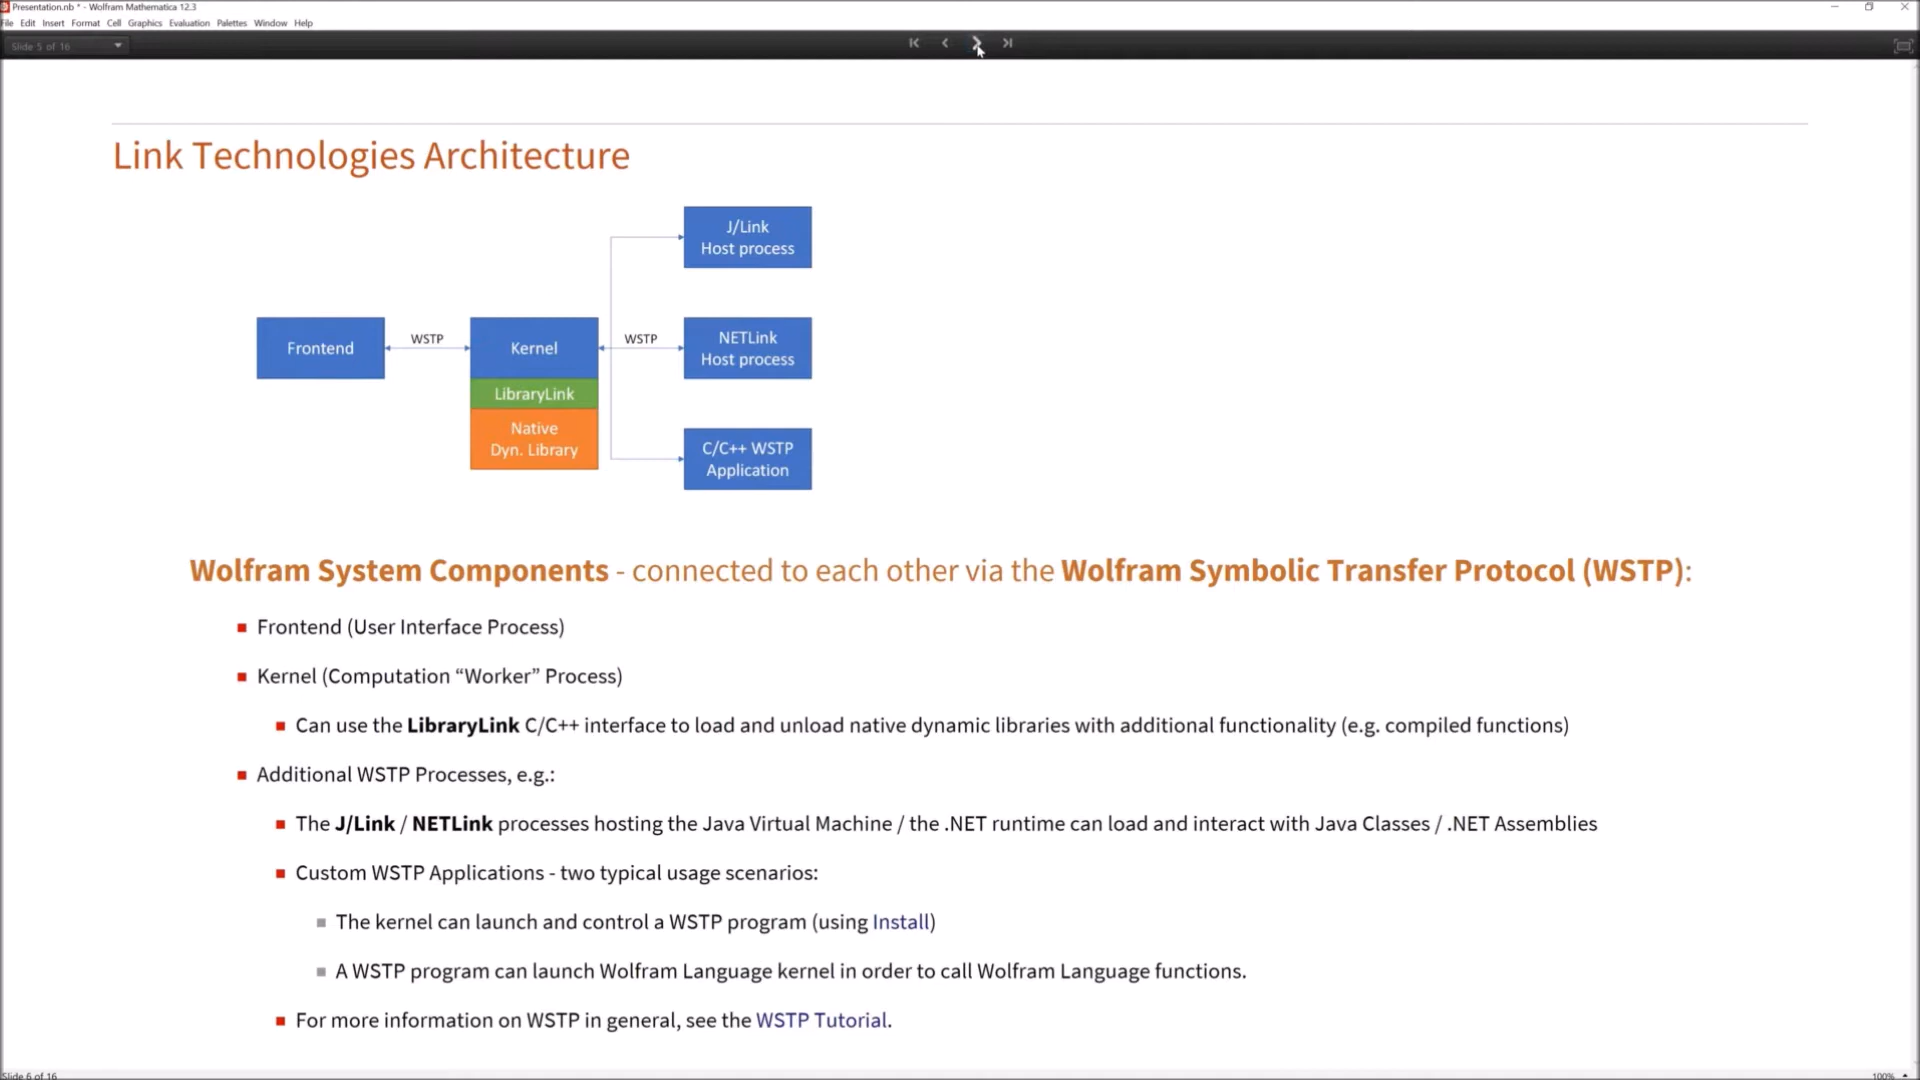 Presentation.nb * - Wolfram Mathematica 12.3
File Edit Insert Format Cell Graphics Evaluation Palettes Window Help
Slide 5 of 16
Link Technologies Architecture
J/Link
Host process
Frontend
WSTP
Kernel
WSTP
NETLink
Host process
LibraryLink
Native
Dyn. Library
C/C++ WSTP
Application
Wolfram System Components - connected to each other via the Wolfram Symbolic Transfer Protocol (WSTP):
Frontend (User Interface Process)
Kernel (Computation “Worker” Process)
Can use the LibraryLink C/C++ interface to load and unload native dynamic libraries with additional functionality (e.g. compiled functions)
Additional WSTP Processes, e.g.:
The J/Link / NETLink processes hosting the Java Virtual Machine / the .NET runtime can load and interact with Java Classes / .NET Assemblies
Custom WSTP Applications - two typical usage scenarios:
The kernel can launch and control a WSTP program (using Install)
A WSTP program can launch Wolfram Language kernel in order to call Wolfram Language functions.
For more information on WSTP in general, see the WSTP Tutorial.
Slide 6 of 16
100%